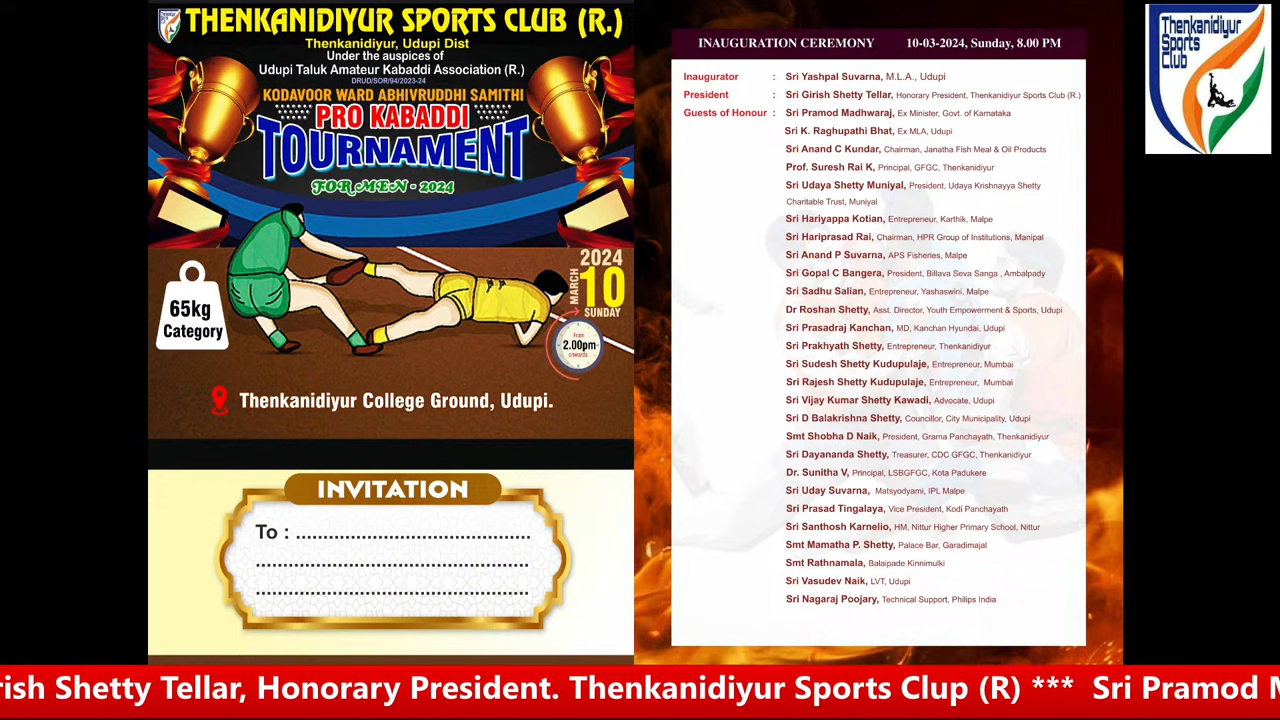 THENKANIDIYUR SPORTS CLUB (R.)
Thenkanidiyur, Udupi Dist
Under the auspices of
Udupi Taluk Amateur Kabaddi Association (R.)
DRUD/SOR/94/2023-24
KODAVOOR WARD ABHIVRUDDHI SAMITHI
PRO KABADDI
TOURNAMENT
FOR MEN - 2024
65kg
Category
2024
MARCH
10
SUNDAY
From
2.00pm
onwards
Thenkanidiyur College Ground, Udupi.
INVITATION
To : ......................................
............................................
............................................
INAUGURATION CEREMONY 10-03-2024, Sunday, 8.00 PM
Inaugurator : Sri Yashpal Suvarna, M.L.A., Udupi
President : Sri Girish Shetty Tellar, Honorary President, Thenkanidiyur Sports Club (R.)
Guests of Honour : Sri Pramod Madhwaraj, Ex Minister, Govt. of Karnataka
Sri K. Raghupathi Bhat, Ex MLA, Udupi
Sri Anand C Kundar, Chairman, Janatha Fish Meal & Oil Products
Prof. Suresh Rai K, Principal, GFGC, Thenkanidiyur
Sri Udaya Shetty Muniyal, President, Udaya Krishnayya Shetty
Charitable Trust, Muniyal
Sri Hariyappa Kotian, Entrepreneur, Karthik, Malpe
Sri Hariprasad Rai, Chairman, HPR Group of Institutions, Manipal
Sri Anand P Suvarna, APS Fisheries, Malpe
Sri Gopal C Bangera, President, Billava Seva Sanga , Ambalpady
Sri Sadhu Salian, Entrepreneur, Yashaswini, Malpe
Dr Roshan Shetty, Asst. Director, Youth Empowerment & Sports, Udupi
Sri Prasadraj Kanchan, MD, Kanchan Hyundai, Udupi
Sri Prakhyath Shetty, Entrepreneur, Thenkanidiyur
Sri Sudesh Shetty Kudupulaje, Entrepreneur, Mumbai
Sri Rajesh Shetty Kudupulaje, Entrepreneur, Mumbai
Sri Vijay Kumar Shetty Kawadi, Advocate, Udupi
Sri D Balakrishna Shetty, Councillor, City Municipality, Udupi
Smt Shobha D Naik, President, Grama Panchayath, Thenkanidiyur
Sri Dayananda Shetty, Treasurer, CDC GFGC, Thenkanidiyur
Dr. Sunitha V, Principal, LSBGFGC, Kota Padukere
Sri Uday Suvarna, Matsyodyami, IPL Malpe
Sri Prasad Tingalaya, Vice President, Kodi Panchayath
Sri Santhosh Karnelio, HM, Nittur Higher Primary School, Nittur
Smt Mamatha P. Shetty, Palace Bar, Garadimajal
Smt Rathnamala, Balaipade Kinnimulki
Sri Vasudev Naik, LVT, Udupi
Sri Nagaraj Poojary, Technical Support, Philips India
Thenkanidiyur
Sports
Club
rish Shetty Tellar, Honorary President. Thenkanidiyur Sports Clup (R) *** Sri Pramod M